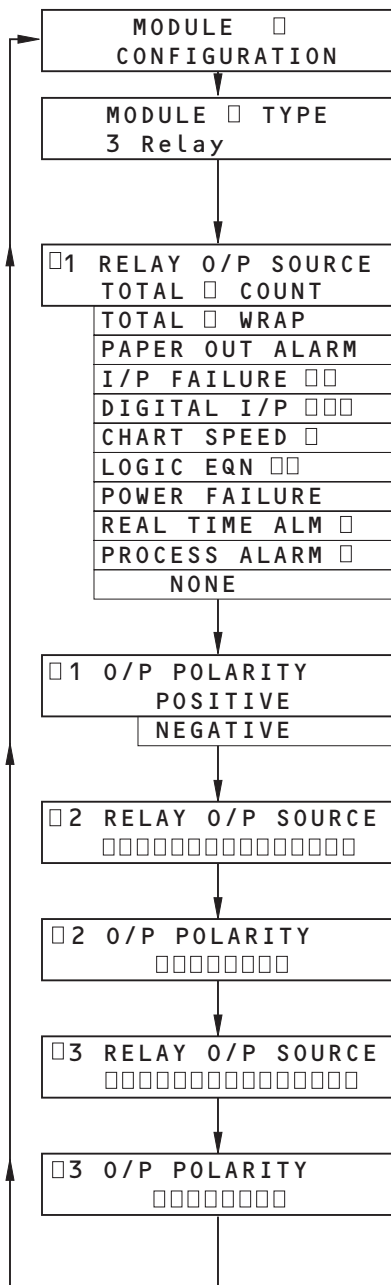 MODULE □
CONFIGURATION
MODULE □ TYPE
3 Relay
□1 RELAY O/P SOURCE
TOTAL □ COUNT
TOTAL □ WRAP
PAPER OUT ALARM
I/P FAILURE □□
DIGITAL I/P □□□
CHART SPEED □
LOGIC EQN □□
POWER FAILURE
REAL TIME ALM □
PROCESS ALARM □
NONE
□1 O/P POLARITY
POSITIVE
NEGATIVE
□2 RELAY O/P SOURCE
□□□□□□□□□□□□□□□
□2 O/P POLARITY
□□□□□□□□
□3 RELAY O/P SOURCE
□□□□□□□□□□□□□□□
□3 O/P POLARITY
□□□□□□□□